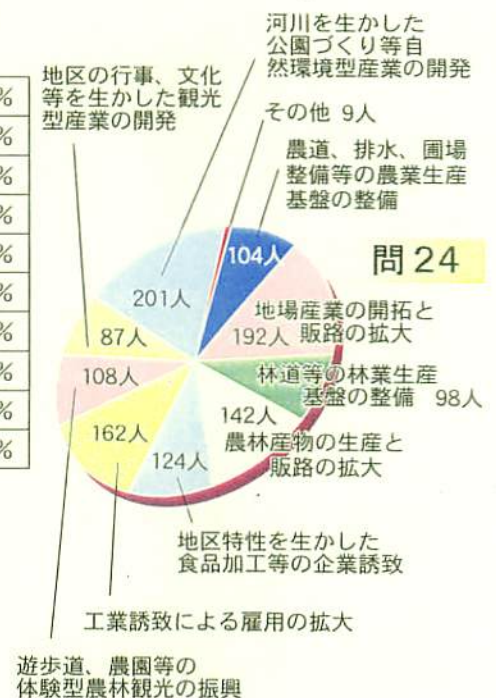 河川を生かした
公園づくり等自
然環境型産業の開発
地区の行事、文化
等を生かした観光
型産業の開発
その他 9人
農道、排水、圃場
整備等の農業生産
基盤の整備
%
%
%
%
%
%
%
%
%
%
問24
104人
201人
地場産業の開拓と
192人 販路の拡大
87人
林道等の林業生産
基盤の整備 98人
108人
142人
農林産物の生産と
販路の拡大
162人
124人
地区特性を生かした
食品加工等の企業誘致
工業誘致による雇用の拡大
遊歩道、農園等の
体験型農林観光の振興